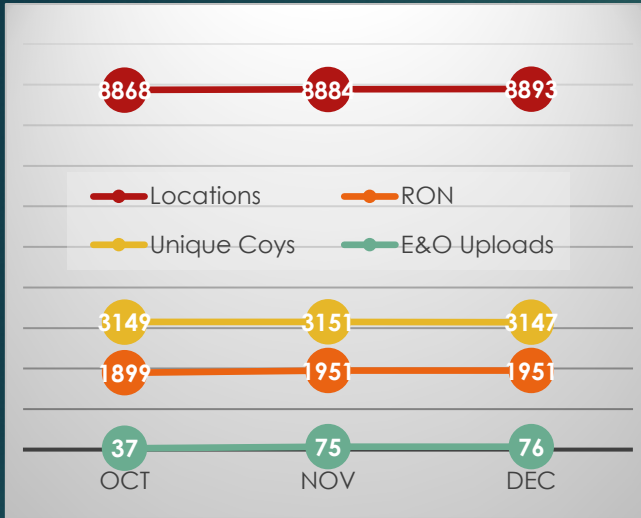 8868 8884 8893
Locations RON
Unique Coys E&O Uploads
3149 3151 3147
1899 1951 1951
37 75 76
OCT NOV DEC